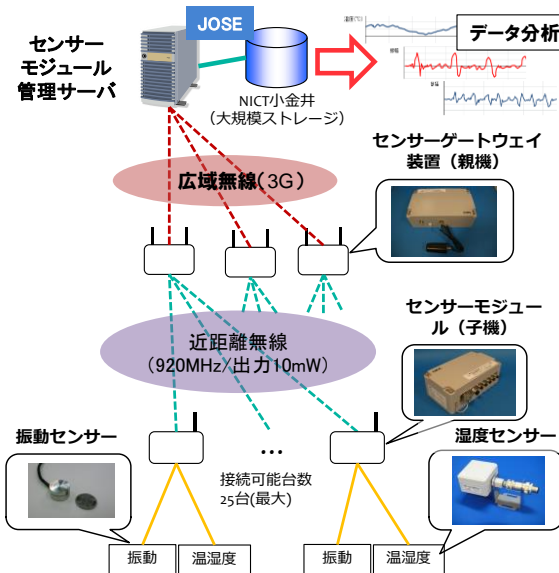 センサー
モジュール
管理サーバ
JOSE
NICT小金井
(大規模ストレージ)
データ分析
広域無線(3G)
センサーゲートウェイ
装置(親機)
近距離無線
(920MHz/出力10mW)
センサーモジュー
ル(子機)
振動センサー
…
接続可能台数
25台(最大)
湿度センサー
振動
温湿度
振動
温湿度